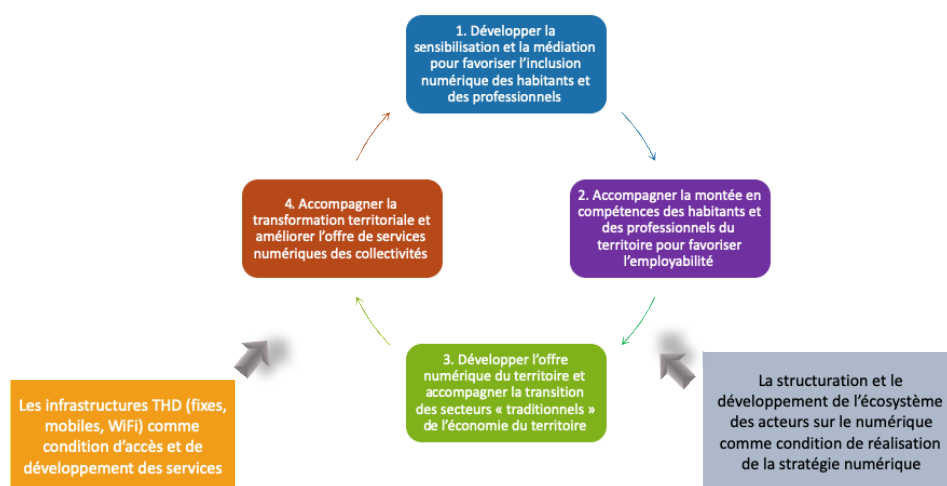 1. Développer la
sensibilisation et la médiation
pour favoriser l’inclusion
numérique des habitants et
des professionnels
2. Accompagner la montée en
compétences des habitants et
des professionnels du
territoire pour favoriser
l’employabilité
3. Développer l’offre
numérique du territoire et
accompagner la transition
des secteurs « traditionnels »
de l’économie du territoire
4. Accompagner la
transformation territoriale et
améliorer l’offre de services
numériques des collectivités
Les infrastructures THD (fixes,
mobiles, WiFi) comme
condition d’accès et de
développement des services
La structuration et le
développement de l’écosystème
des acteurs sur le numérique
comme condition de réalisation
de la stratégie numérique